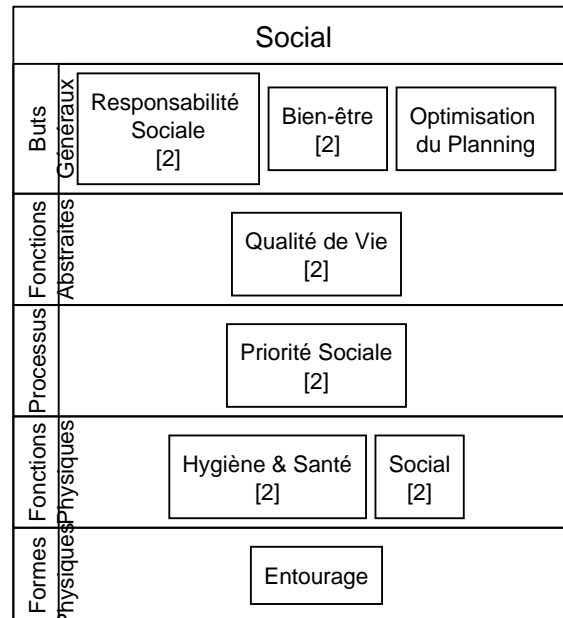 Social
Buts
Généraux
Responsabilité
Sociale
[2]
Bien-être
[2]
Optimisation
du Planning
Fonctions
Abstraites
Qualité de Vie
[2]
Processus
Priorité Sociale
[2]
Fonctions
Physiques
Hygiène & Santé
[2]
Social
[2]
Formes
Physiques
Entourage